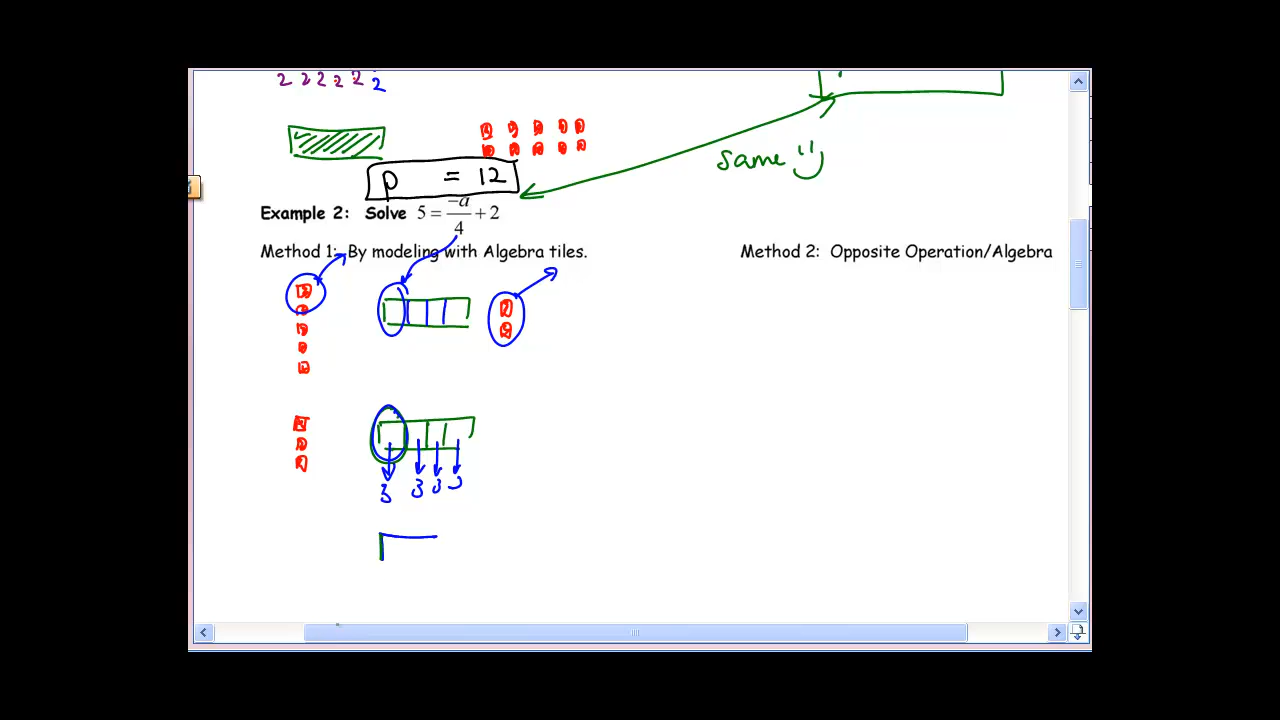 2 2 2 2 2 2
same
p = 12
Example 2: Solve 5 = -a/4 + 2
Method 1: By modeling with Algebra tiles.
Method 2: Opposite Operation/Algebra
3 3 3 3